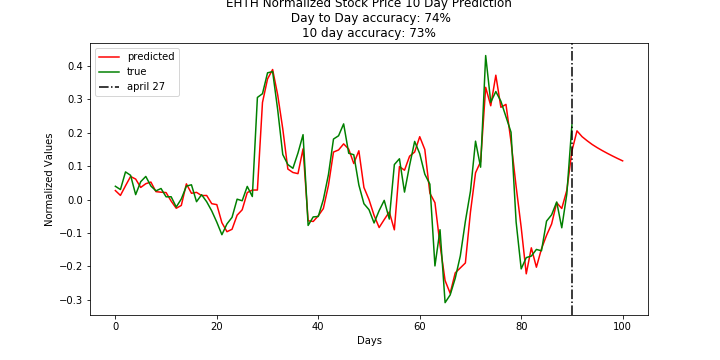 EHTH Normalized Stock Price 10 Day Prediction
Day to Day accuracy: 74%
10 day accuracy: 73%
predicted
true
april 27
Normalized Values
0.4
0.3
0.2
0.1
0.0
−0.1
−0.2
−0.3
0 20 40 60 80 100
Days